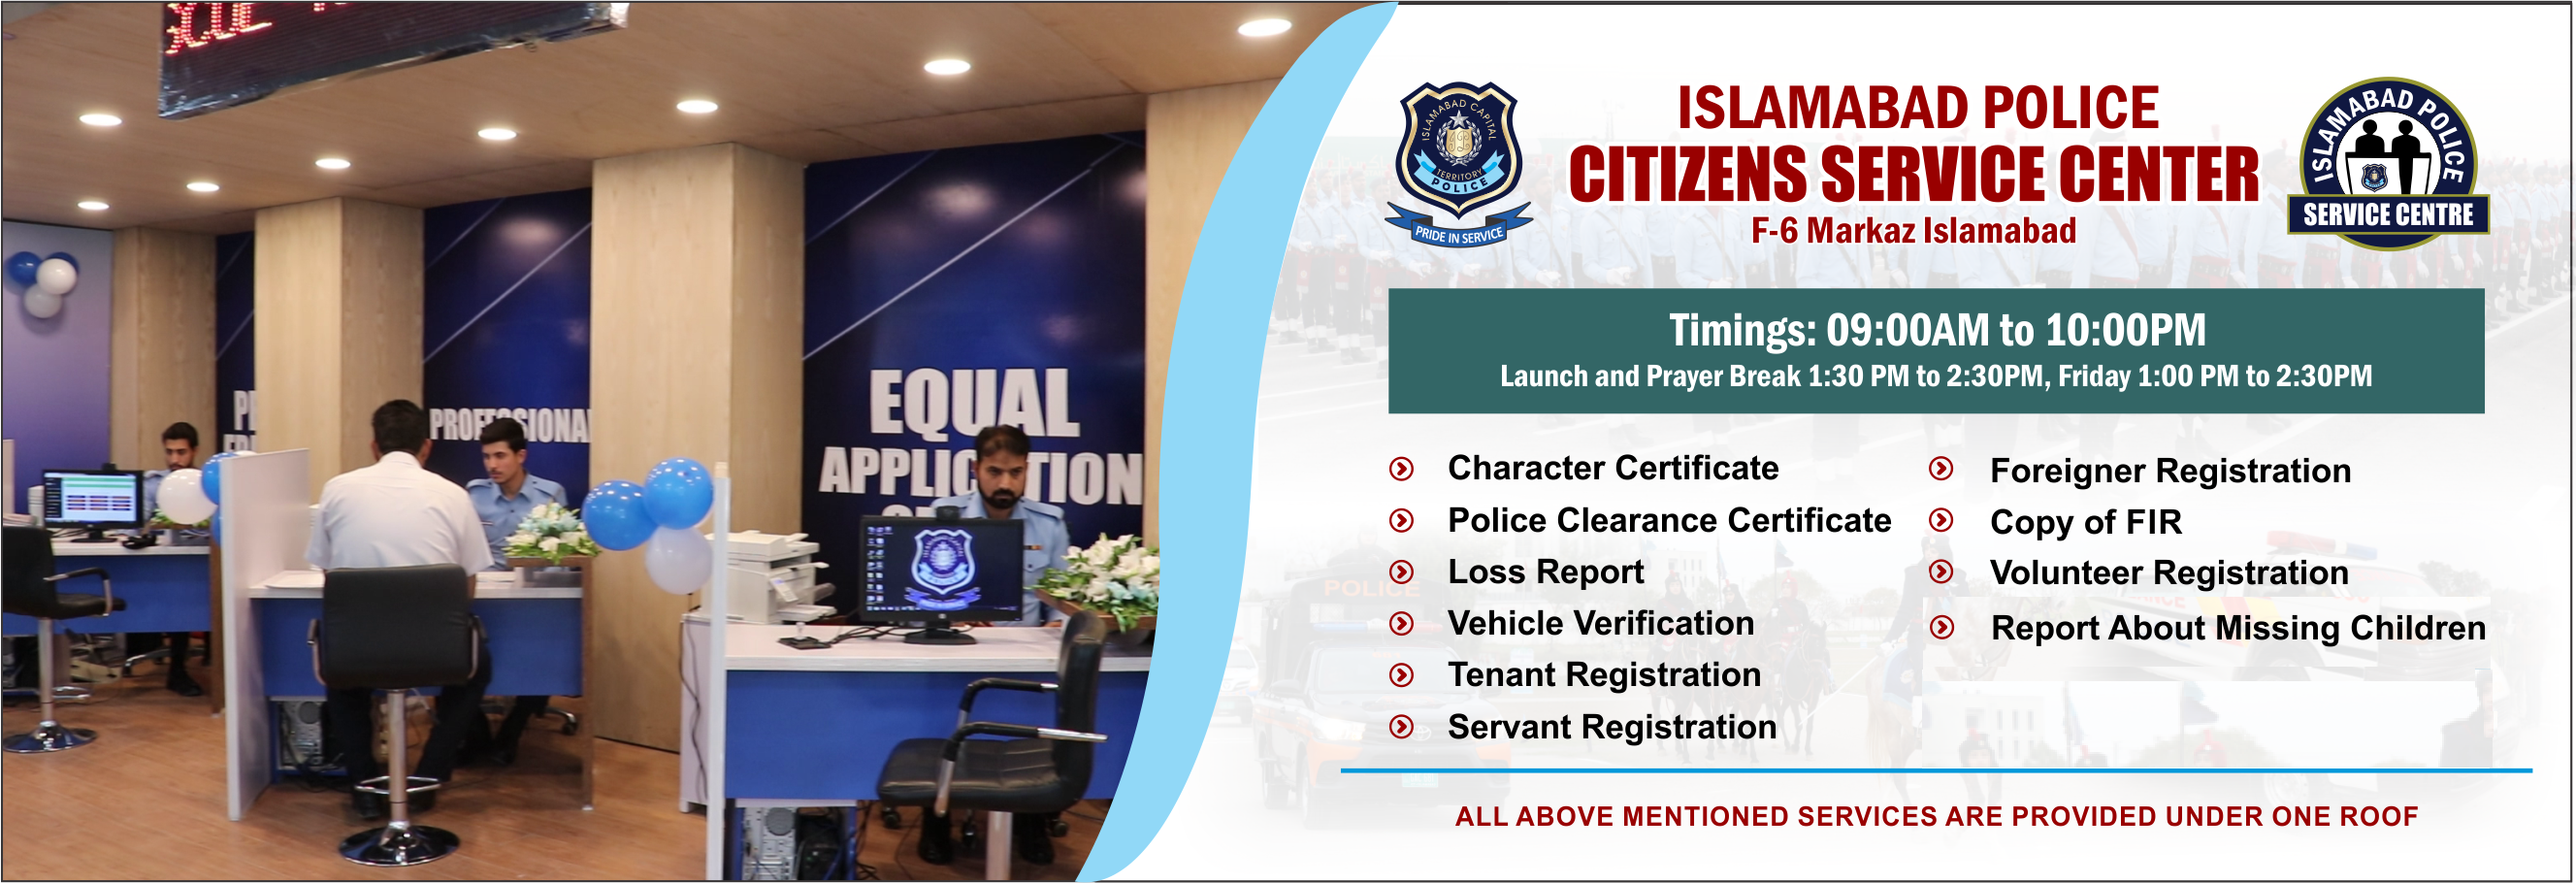 EQUAL
ISLAMABAD CAPITAL
TERRITORY
POLICE
PRIDE IN SERVICE
ISLAMABAD POLICE
CITIZENS SERVICE CENTER
F-6 Markaz Islamabad
ISLAMABAD POLICE
SERVICE CENTRE
Timings: 09:00AM to 10:00PM
Launch and Prayer Break 1:30 PM to 2:30PM, Friday 1:00 PM to 2:30PM
Character Certificate
Police Clearance Certificate
Loss Report
Vehicle Verification
Tenant Registration
Servant Registration
Foreigner Registration
Copy of FIR
Volunteer Registration
Report About Missing Children
POLICE
ALL ABOVE MENTIONED SERVICES ARE PROVIDED UNDER ONE ROOF